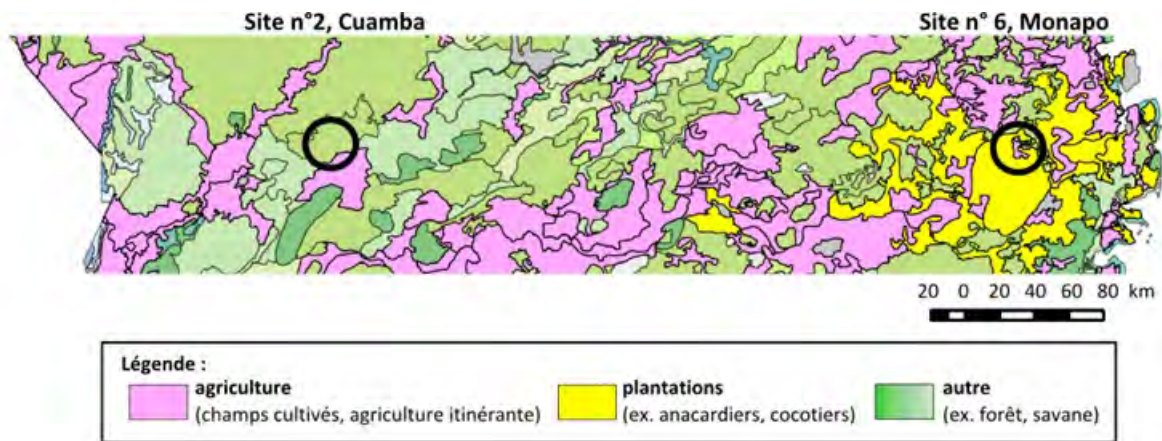 Site n°2, Cuamba
Site n° 6, Monapo
20 0 20 40 60 80 km
Légende :
agriculture
(champs cultivés, agriculture itinérante)
plantations
(ex. anacardiers, cocotiers)
autre
(ex. forêt, savane)